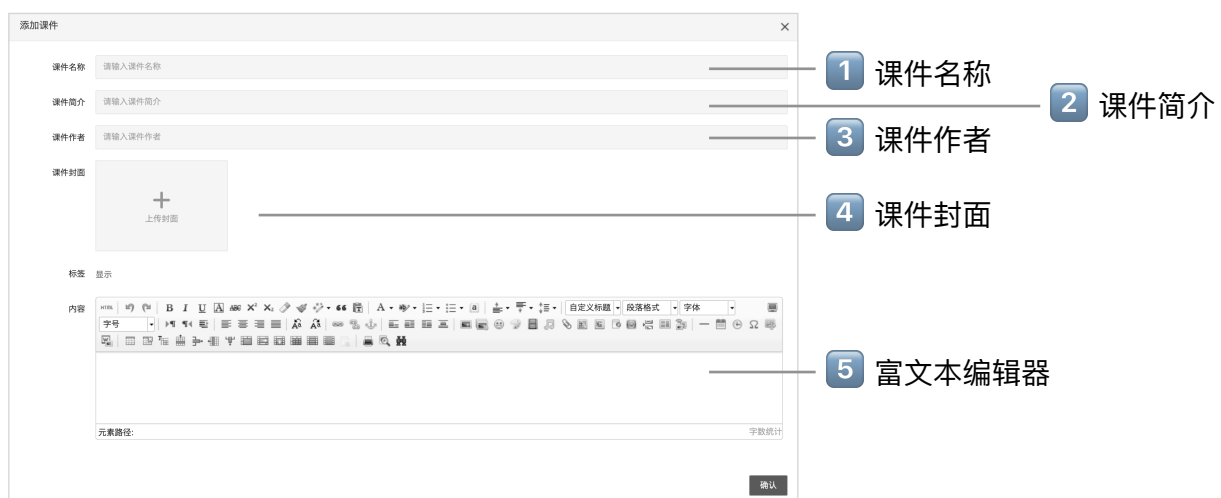 添加课件 ×
课件名称 请输入课件名称
1 课件名称
课件简介 请输入课件简介
2 课件简介
课件作者 请输入课件作者
3 课件作者
课件封面
上传封面
4 课件封面
标签 显示
内容
HTML B I U A ABC X² X₂ A a 自定义标题 段落格式 字体
字号
5 富文本编辑器
元素路径: 字数统计
确认